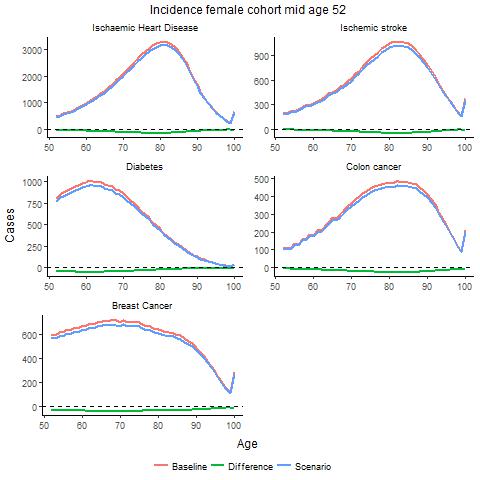 Incidence female cohort mid age 52
Ischaemic Heart Disease
3000
2000
1000
0
50 60 70 80 90 100
Ischemic stroke
900
600
300
0
50 60 70 80 90 100
Diabetes
1000
750
500
250
0
50 60 70 80 90 100
Colon cancer
500
400
300
200
100
0
50 60 70 80 90 100
Breast Cancer
600
400
200
0
50 60 70 80 90 100
Cases
Age
Baseline Difference Scenario